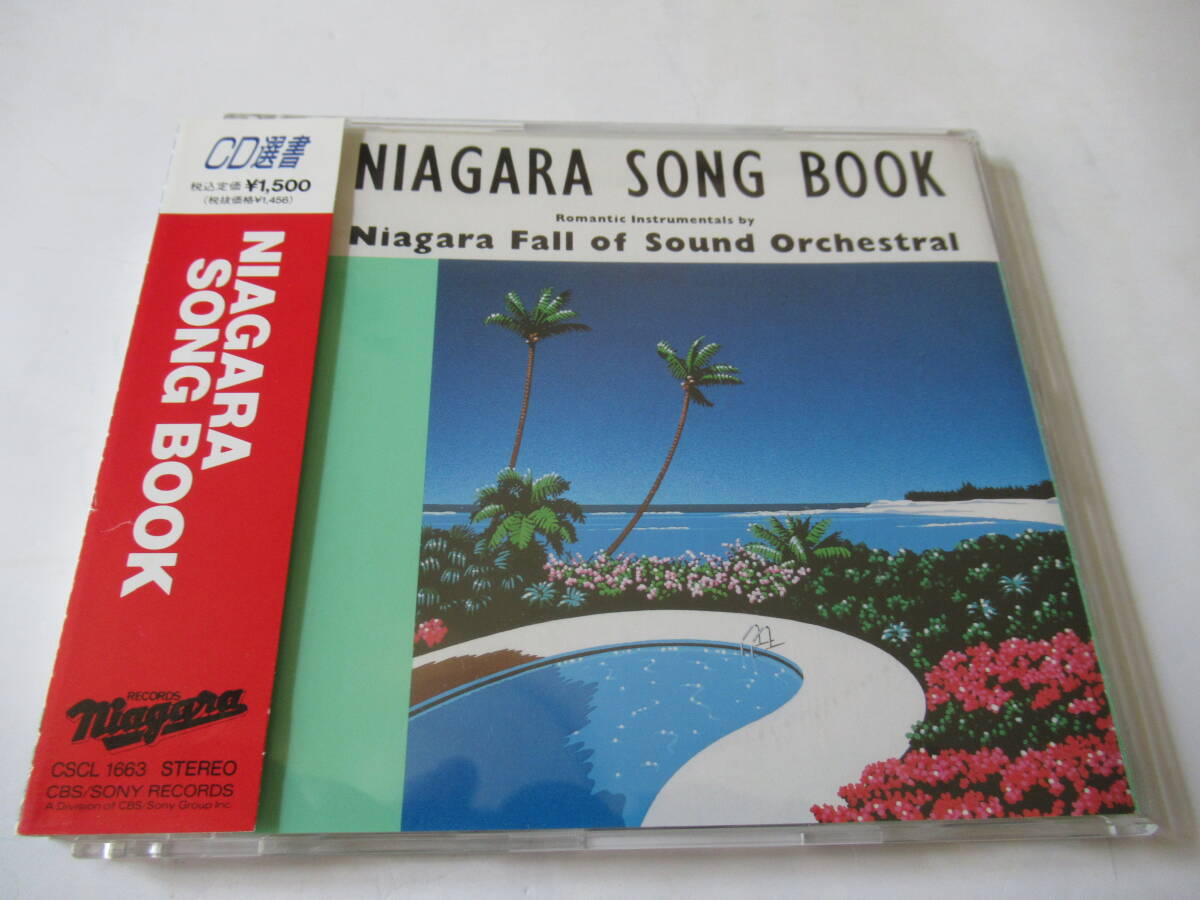 CD選書
税込定価 ¥1,500
(税抜価格¥1,456)
NIAGARA
SONG BOOK
RECORDS
Niagara
CSCL 1663 STEREO
CBS/SONY RECORDS
A Division of CBS/Sony Group Inc.
NIAGARA SONG BOOK
Romantic Instrumentals by
Niagara Fall of Sound Orchestral